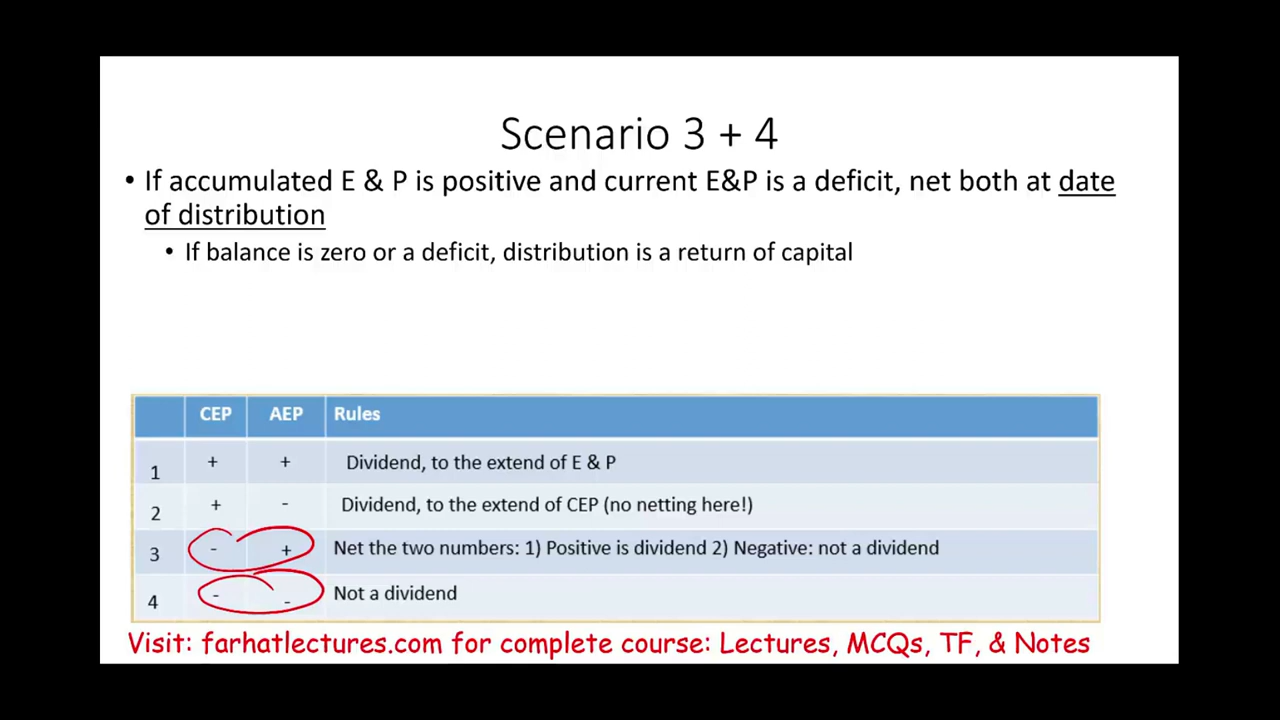 Scenario 3 + 4
• If accumulated E & P is positive and current E&P is a deficit, net both at date
of distribution
• If balance is zero or a deficit, distribution is a return of capital
CEP AEP Rules
1 + + Dividend, to the extend of E & P
2 + - Dividend, to the extend of CEP (no netting here!)
3 - + Net the two numbers: 1) Positive is dividend 2) Negative: not a dividend
4 - - Not a dividend
Visit: farhatlectures.com for complete course: Lectures, MCQs, TF, & Notes